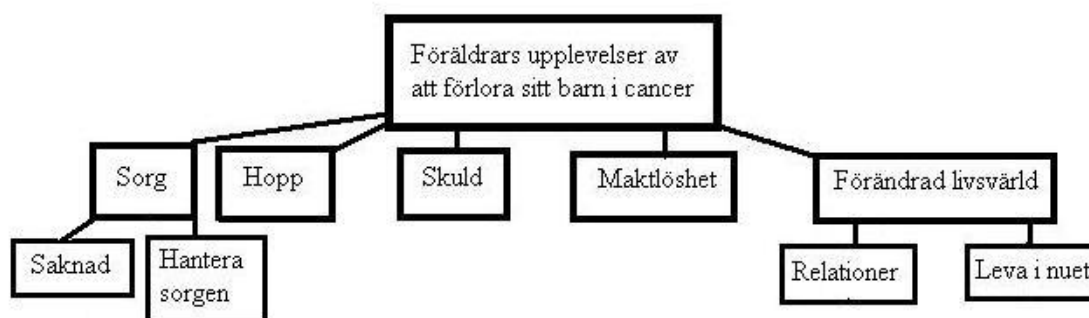 Föräldrars upplevelser av
att förlora sitt barn i cancer
Sorg
Hopp
Skuld
Maktlöshet
Förändrad livsvärld
Saknad
Hantera
sorgen
Relationer
Leva i nuet